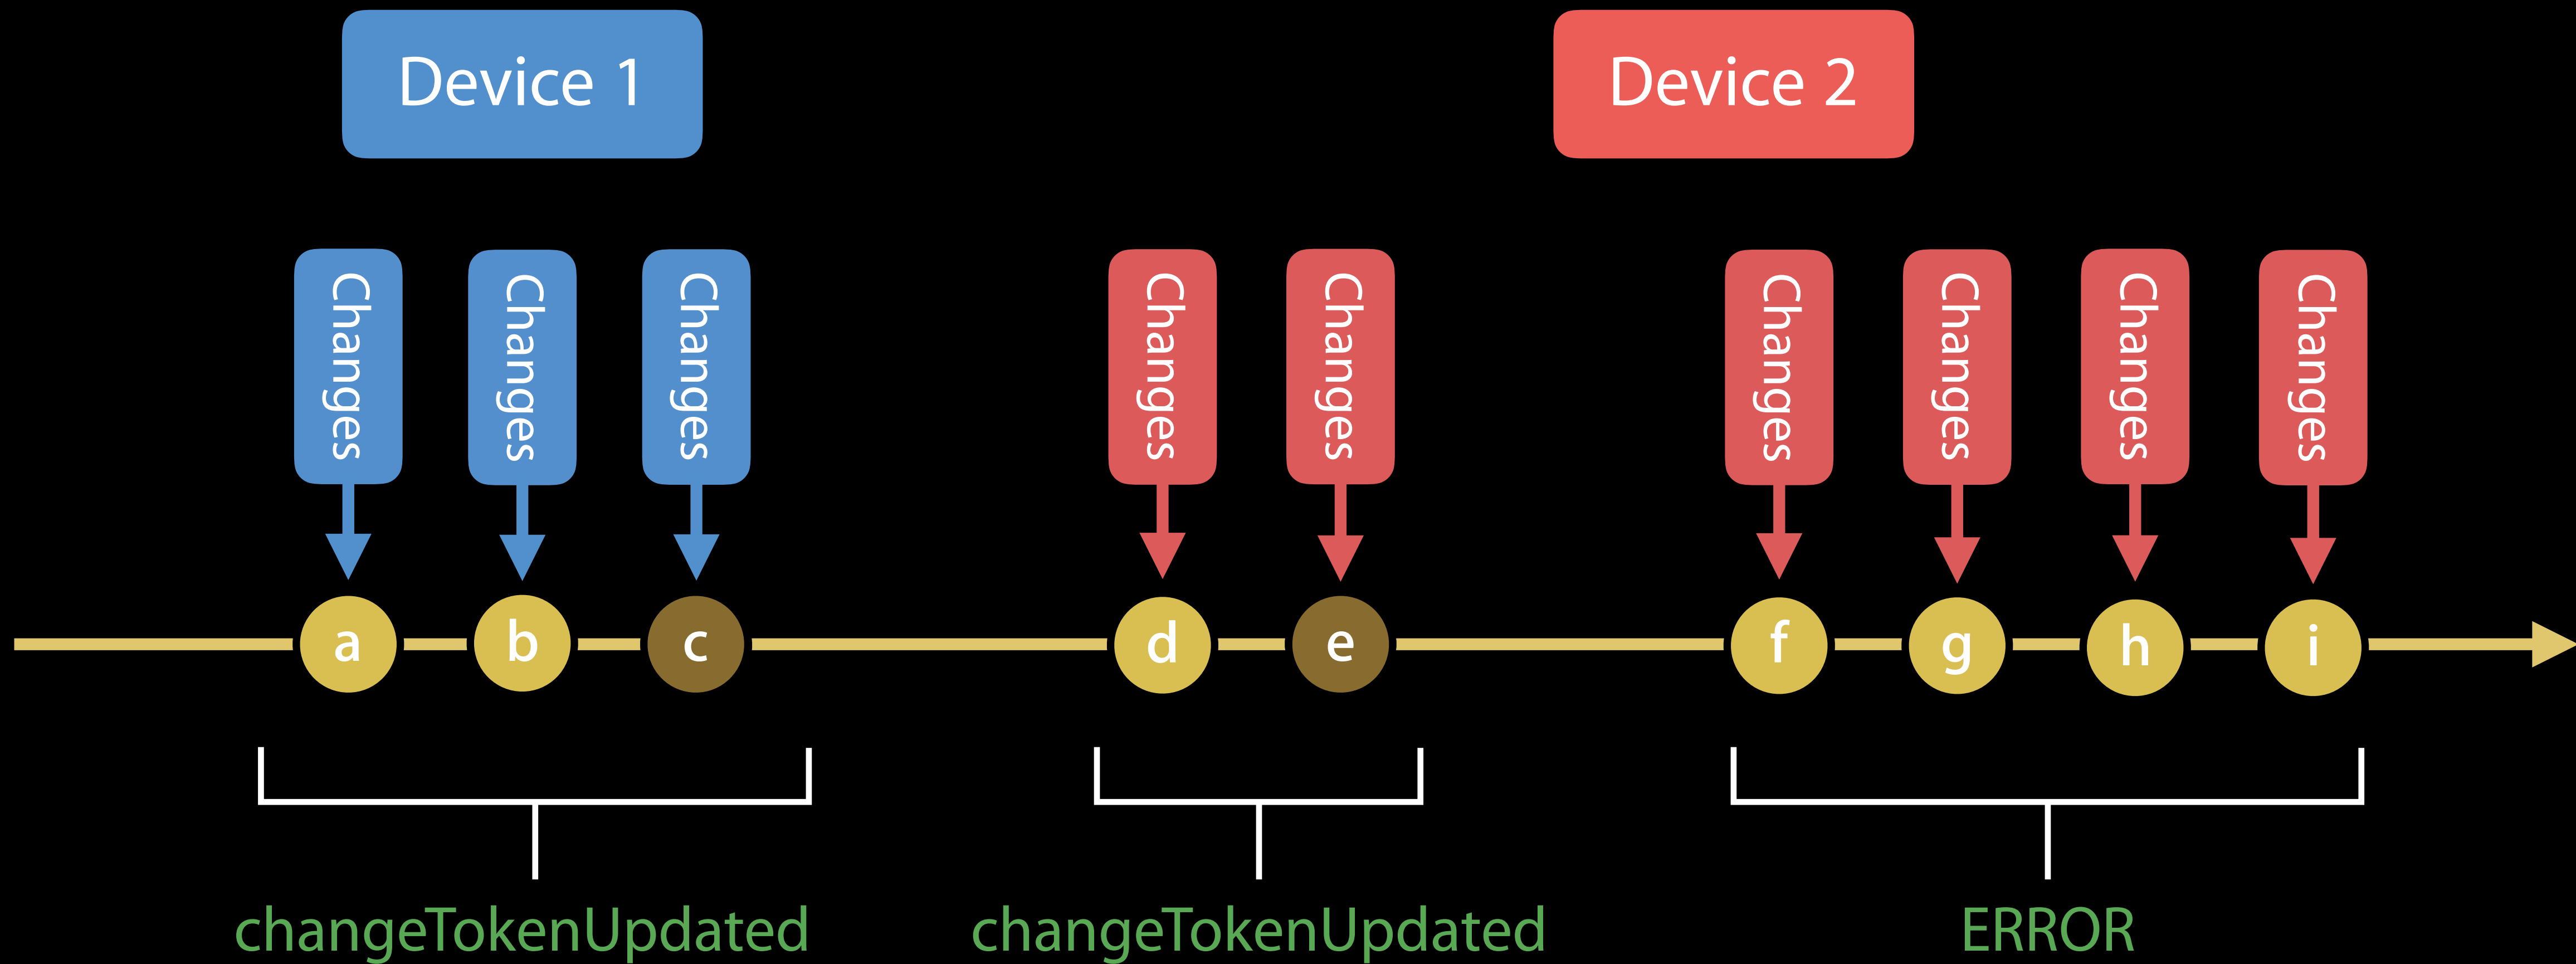 Device 1
Device 2
Changes
Changes
Changes
Changes
Changes
Changes
Changes
Changes
Changes
a
b
c
d
e
f
g
h
i
changeTokenUpdated
changeTokenUpdated
ERROR